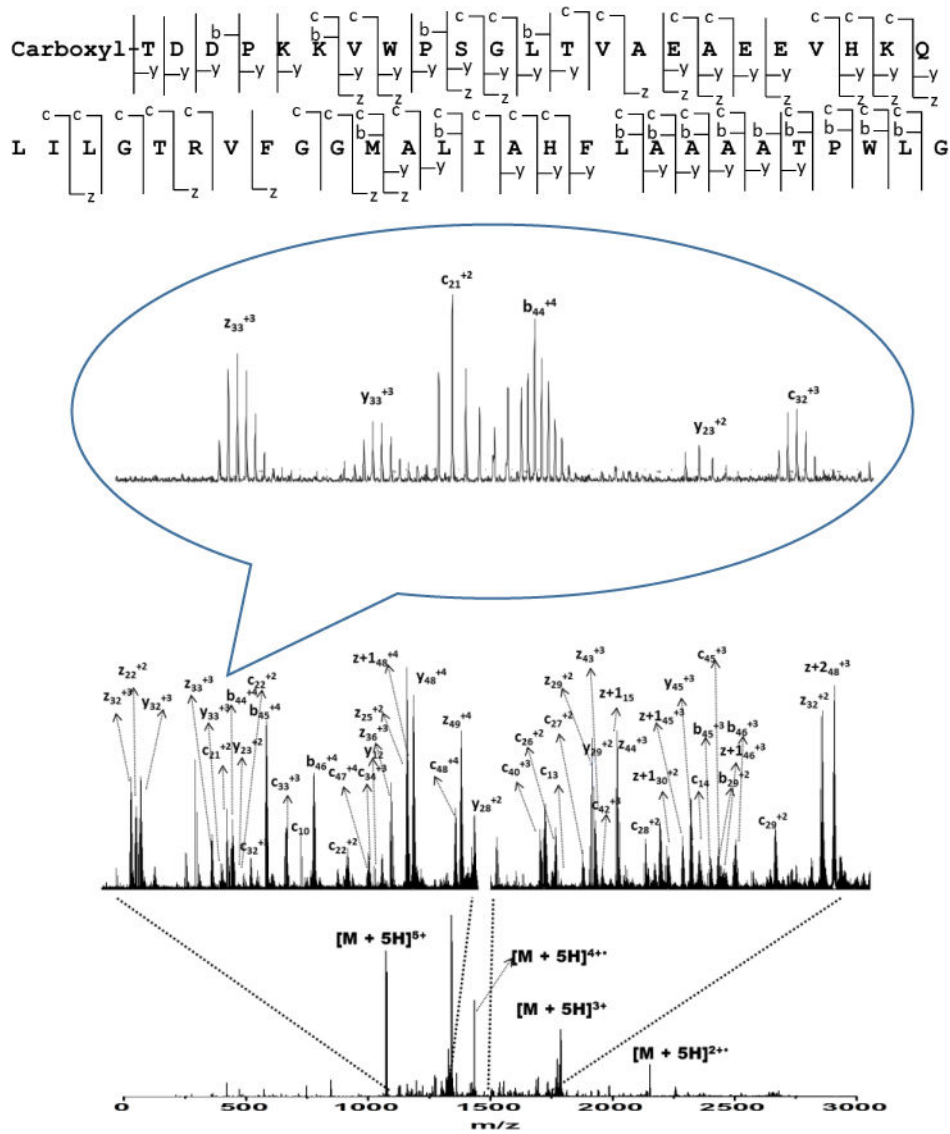 c c c c c c c c c c c c
b b b
Carboxyl-T D D P K K V W P S G L T V A E A E E V H K Q
y y y y y y y y y y y y y y y y y
z z z z z z z z z z
c c c c c c c c c c c c c c c c c c
b b b b b b b b b b
L I L G T R V F G G M A L I A H F L A A A A T P W L G
y y y y y y y y y y
z z z z z
c₂₁⁺²
b₄₄⁺⁴
z₃₃⁺³
y₃₃⁺³
c₃₂⁺³
y₂₃⁺²
z₃₂⁺³
z₂₂⁺²
y₃₂⁺³
z₃₃⁺³
y₃₃⁺³
c₂₁⁺²
b₄₄⁺⁴
y₂₃⁺²
c₂₂⁺²
b₄₅⁺⁴
c₃₂⁺³
c₃₃⁺³
c₁₀
b₄₆⁺⁴
c₂₂⁺²
c₄₇⁺⁴
c₃₄⁺³
y₁₂
z₃₆⁺³
z₂₅⁺²
z+1₄₈⁺⁴
y₄₈⁺⁴
c₄₈⁺⁴
z₄₉⁺⁴
y₂₈⁺²
c₄₀⁺³
c₂₆⁺²
c₁₃
c₂₇⁺²
z₂₉⁺²
z₄₃⁺³
y₂₉⁺²
c₄₂⁺³
z+1₁₅
z₄₄⁺³
c₂₈⁺²
z+1₃₀⁺²
z+1₄₅⁺³
y₄₅⁺³
c₁₄
b₄₅⁺³
c₄₅⁺³
b₂₉⁺²
z+1₄₆⁺³
b₄₆⁺³
c₂₉⁺²
z₃₂⁺²
z+2₄₈⁺³
[M + 5H]⁵⁺
[M + 5H]⁴⁺•
[M + 5H]³⁺
[M + 5H]²⁺•
0 500 1000 1500 2000 2500 3000
m/z